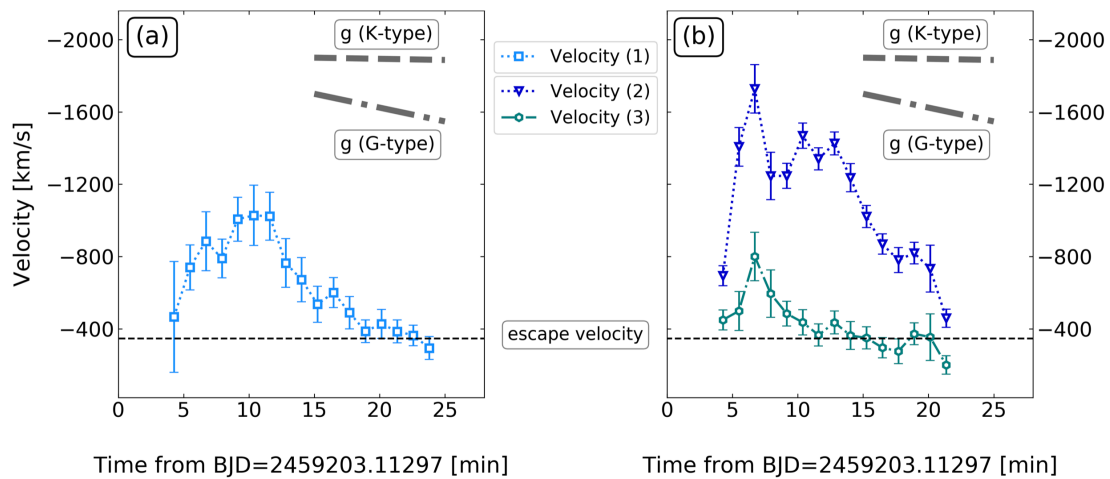 (a)
g (K-type)
g (G-type)
−2000
−1600
−1200
−800
−400
Velocity [km/s]
0 5 10 15 20 25
Time from BJD=2459203.11297 [min]
Velocity (1)
Velocity (2)
Velocity (3)
escape velocity
(b)
g (K-type)
g (G-type)
−2000
−1600
−1200
−800
−400
0 5 10 15 20 25
Time from BJD=2459203.11297 [min]